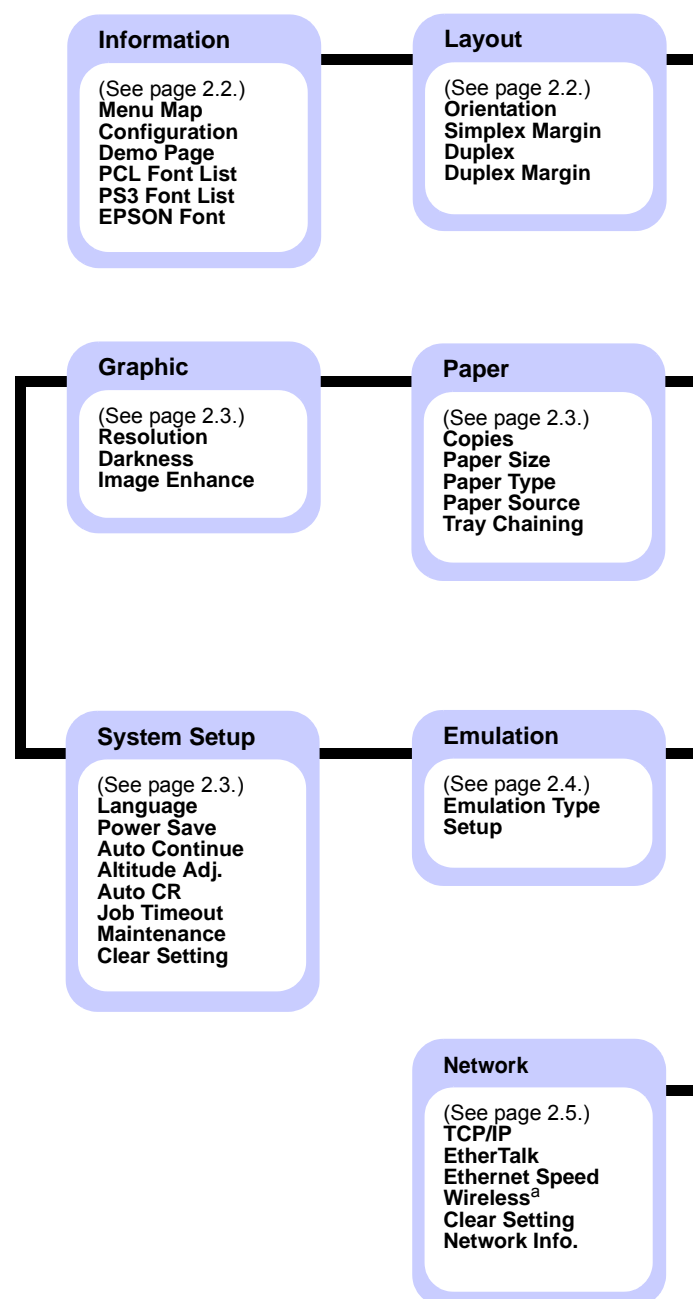 Information
(See page 2.2.)
Menu Map
Configuration
Demo Page
PCL Font List
PS3 Font List
EPSON Font
Layout
(See page 2.2.)
Orientation
Simplex Margin
Duplex
Duplex Margin
Graphic
(See page 2.3.)
Resolution
Darkness
Image Enhance
Paper
(See page 2.3.)
Copies
Paper Size
Paper Type
Paper Source
Tray Chaining
System Setup
(See page 2.3.)
Language
Power Save
Auto Continue
Altitude Adj.
Auto CR
Job Timeout
Maintenance
Clear Setting
Emulation
(See page 2.4.)
Emulation Type
Setup
Network
(See page 2.5.)
TCP/IP
EtherTalk
Ethernet Speed
Wirelessa
Clear Setting
Network Info.